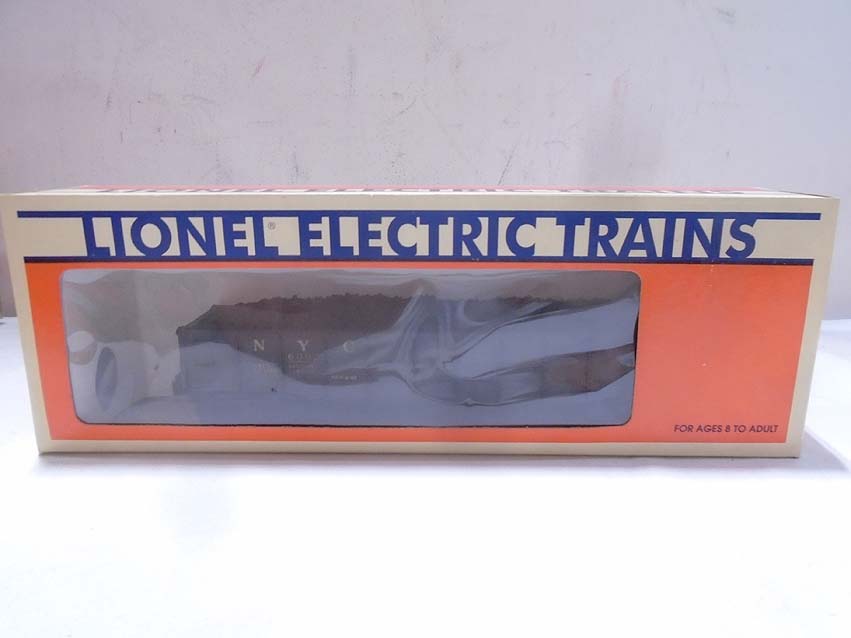 LIONEL® ELECTRIC TRAINS
N Y C
FOR AGES 8 TO ADULT